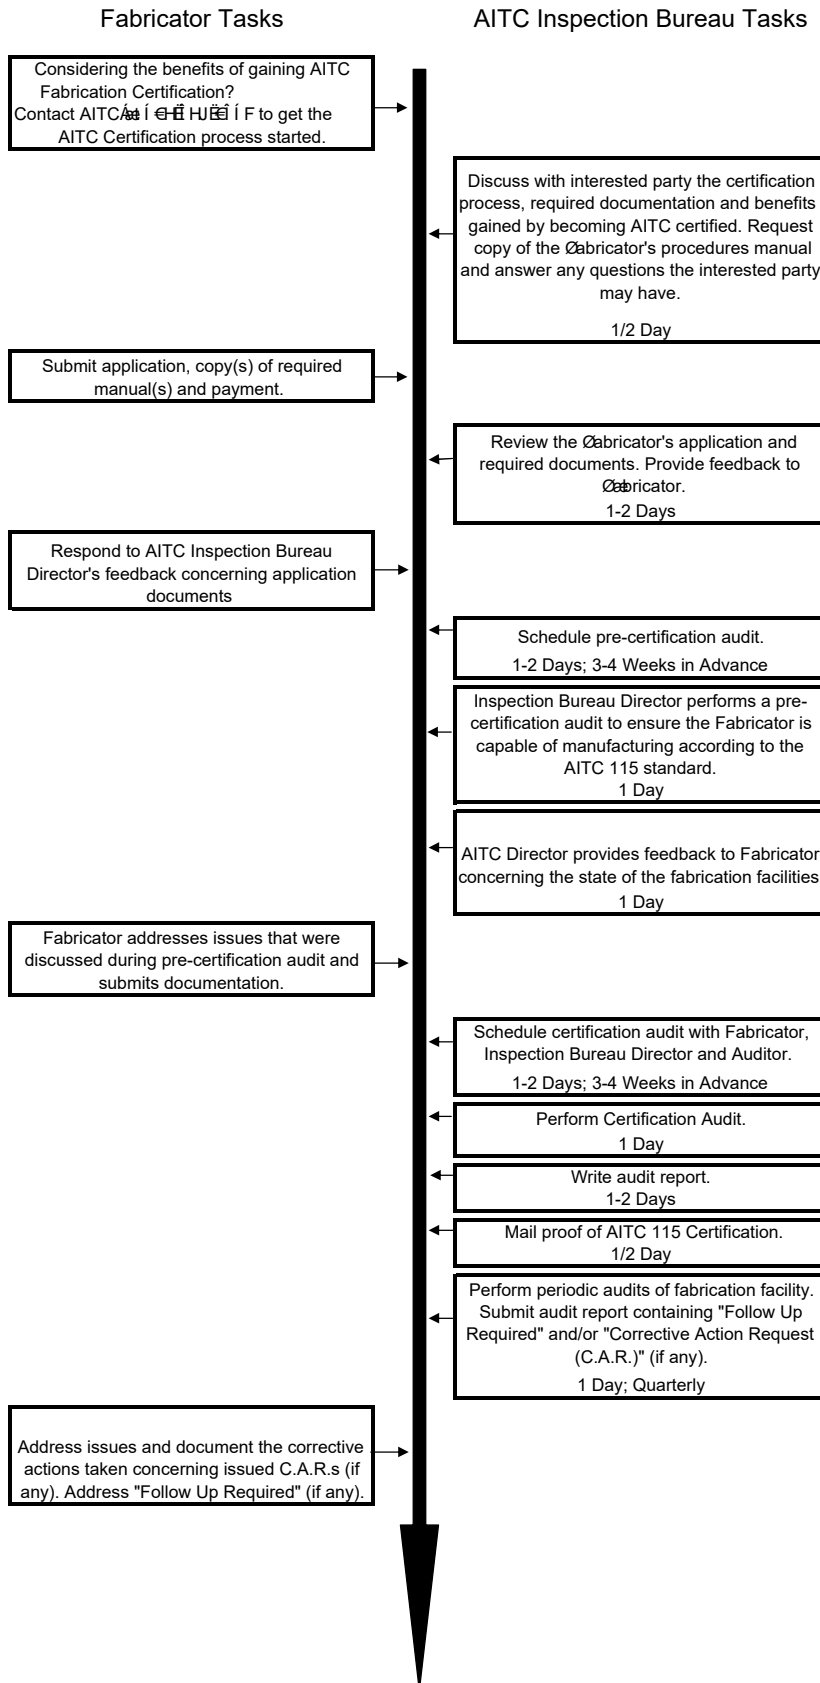 Fabricator Tasks
AITC Inspection Bureau Tasks
Considering the benefits of gaining AITC
Fabrication Certification?
Contact AITC to get the
AITC Certification process started.
Discuss with interested party the certification
process, required documentation and benefits
gained by becoming AITC certified. Request
copy of the Øabricator's procedures manual
and answer any questions the interested party
may have.
1/2 Day
Submit application, copy(s) of required
manual(s) and payment.
Review the Øabricator's application and
required documents. Provide feedback to
1-2 Days
Respond to AITC Inspection Bureau
Director's feedback concerning application
documents
Schedule pre-certification audit.
1-2 Days; 3-4 Weeks in Advance
Inspection Bureau Director performs a pre-
certification audit to ensure the Fabricator is
capable of manufacturing according to the
AITC 115 standard.
1 Day
AITC Director provides feedback to Fabricator
concerning the state of the fabrication facilities
1 Day
Fabricator addresses issues that were
discussed during pre-certification audit and
submits documentation.
Schedule certification audit with Fabricator,
Inspection Bureau Director and Auditor.
1-2 Days; 3-4 Weeks in Advance
Perform Certification Audit.
1 Day
Write audit report.
1-2 Days
Mail proof of AITC 115 Certification.
1/2 Day
Perform periodic audits of fabrication facility.
Submit audit report containing "Follow Up
Required" and/or "Corrective Action Request
(C.A.R.)" (if any).
1 Day; Quarterly
Address issues and document the corrective
actions taken concerning issued C.A.R.s (if
any). Address "Follow Up Required" (if any).